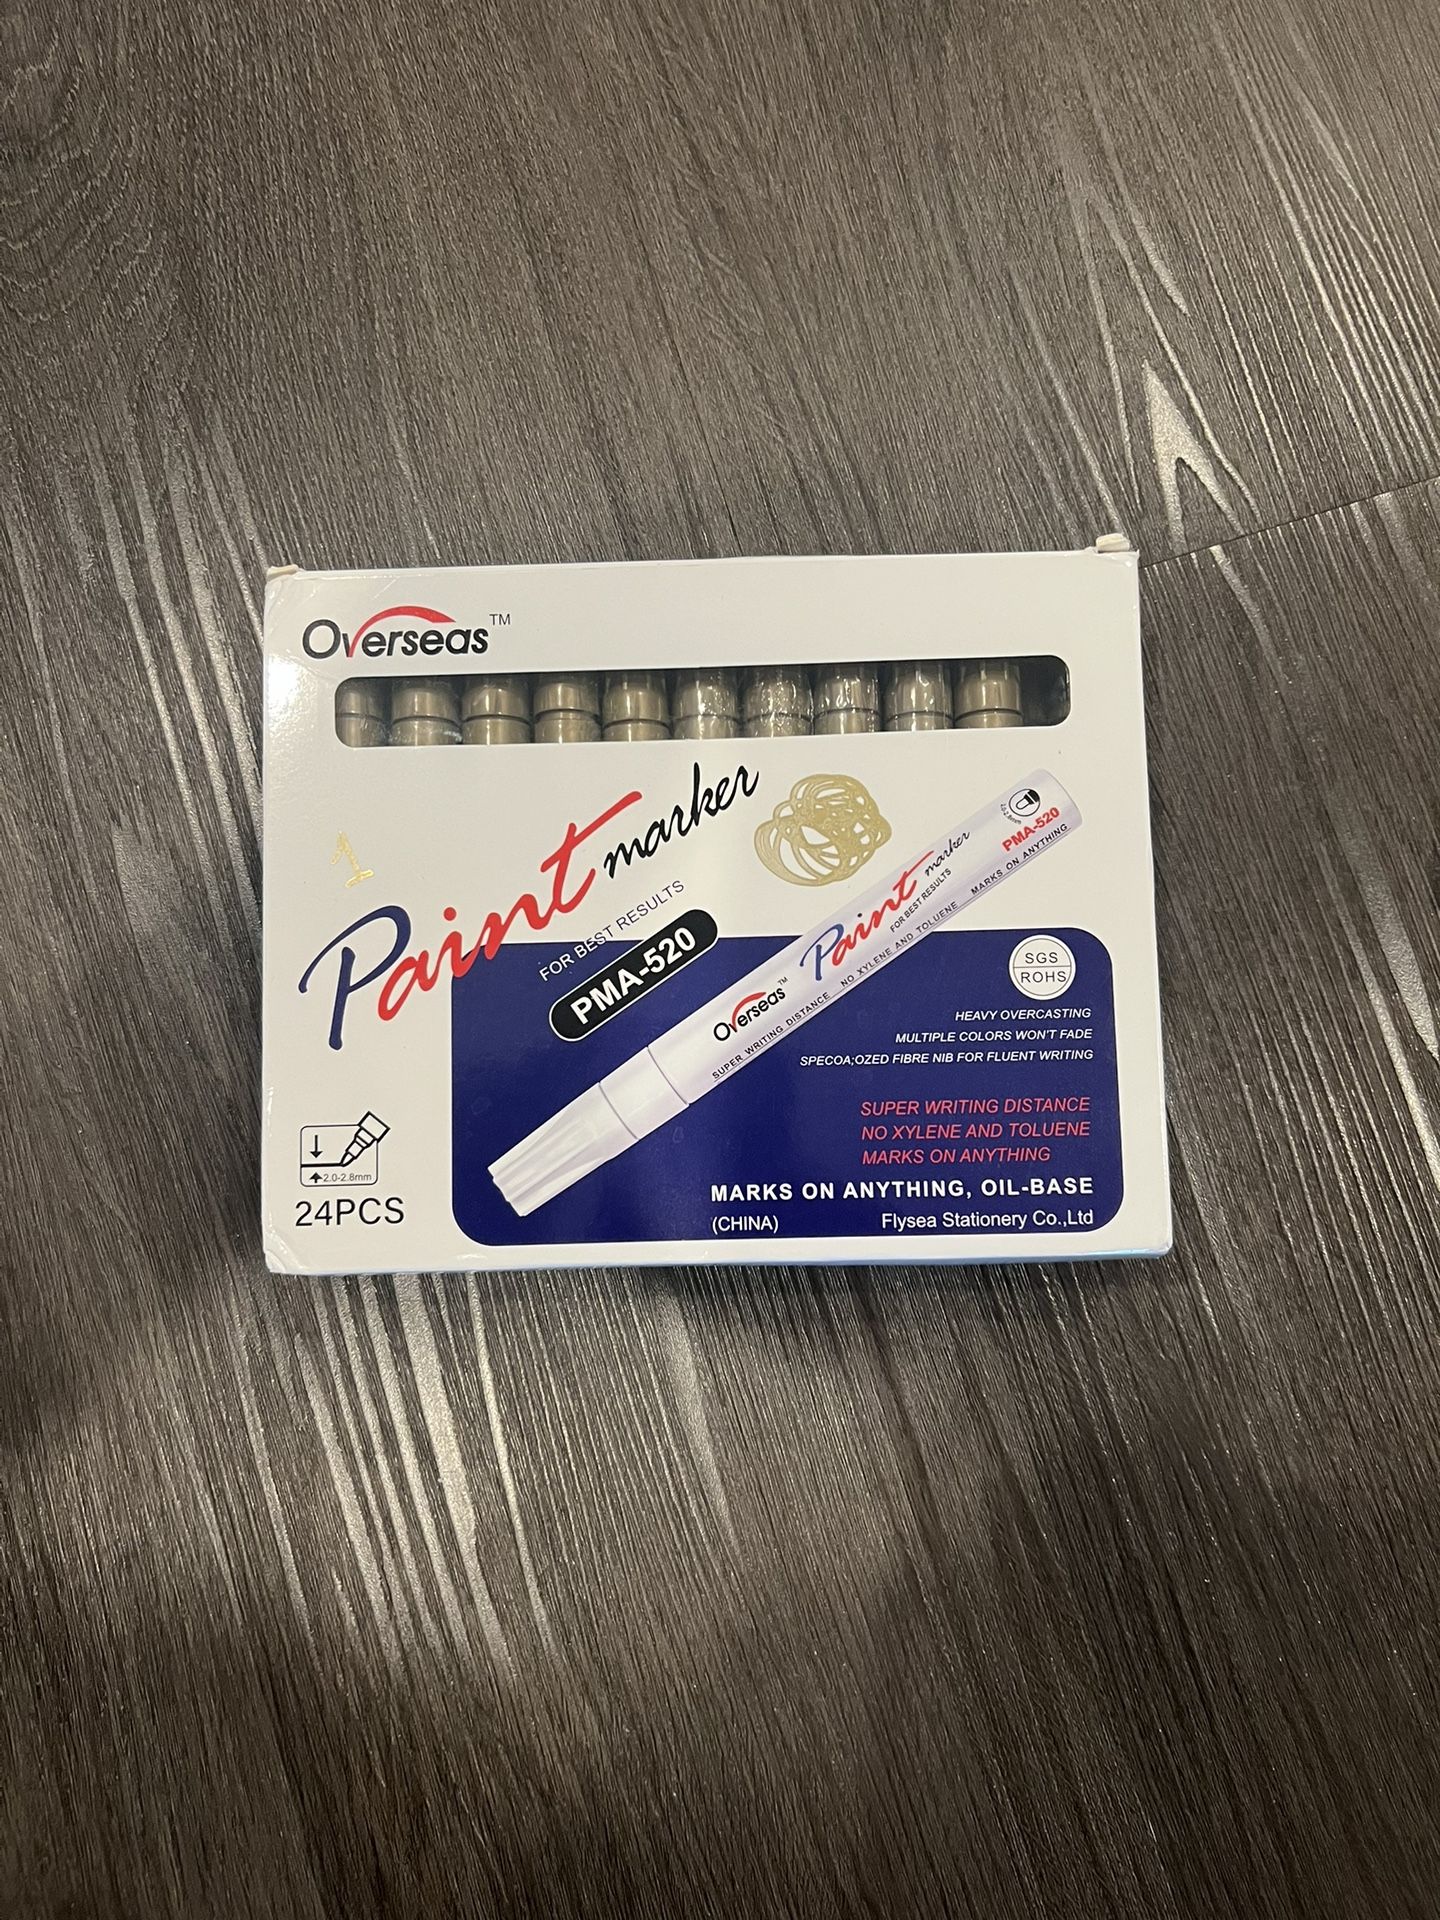 Overseas™
1
Paint marker
FOR BEST RESULTS
PMA-520
PMA-520
MARKS ON ANYTHING
Paint marker
FOR BEST RESULTS
NO XYLENE AND TOLUENE
Overseas™
SUPER WRITING DISTANCE
SGS
ROHS
HEAVY OVERCASTING
MULTIPLE COLORS WON'T FADE
SPECOA;OZED FIBRE NIB FOR FLUENT WRITING
SUPER WRITING DISTANCE
NO XYLENE AND TOLUENE
MARKS ON ANYTHING
2.0-2.8mm
24PCS
MARKS ON ANYTHING, OIL-BASE
(CHINA) Flysea Stationery Co.,Ltd